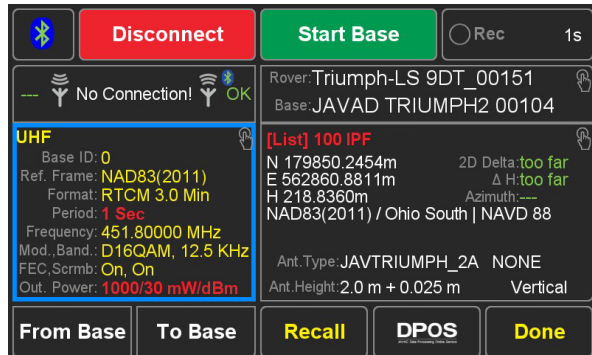 Disconnect
Start Base
Rec
1s
--- No Connection! OK
Rover:Triumph-LS 9DT_00151
Base:JAVAD TRIUMPH2 00104
UHF
Base ID: 0
Ref. Frame: NAD83(2011)
Format: RTCM 3.0 Min
Period: 1 Sec
Frequency: 451.80000 MHz
Mod.,Band.: D16QAM, 12.5 KHz
FEC,Scrmb: On, On
Out. Power: 1000/30 mW/dBm
[List] 100 IPF
N 179850.2454m 2D Delta:too far
E 562860.8811m Δ H:too far
H 218.8360m Azimuth:---
NAD83(2011) / Ohio South | NAVD 88
Ant.Type:JAVTRIUMPH_2A NONE
Ant.Height:2.0 m + 0.025 m Vertical
From Base
To Base
Recall
DPOS
Done